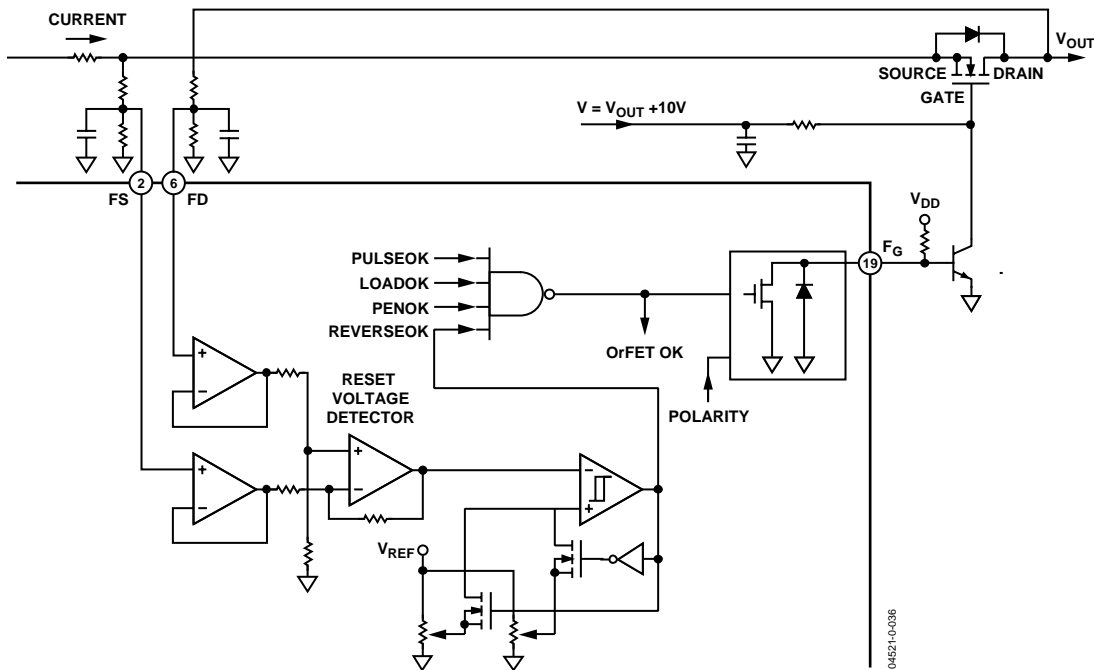 CURRENT
VOUT
SOURCE
DRAIN
GATE
V = VOUT +10V
2
6
FS
FD
VDD
FG
19
PULSEOK
LOADOK
PENOK
REVERSEOK
OrFET OK
POLARITY
RESET
VOLTAGE
DETECTOR
+
–
+
–
+
–
–
+
VREF
04521-0-036